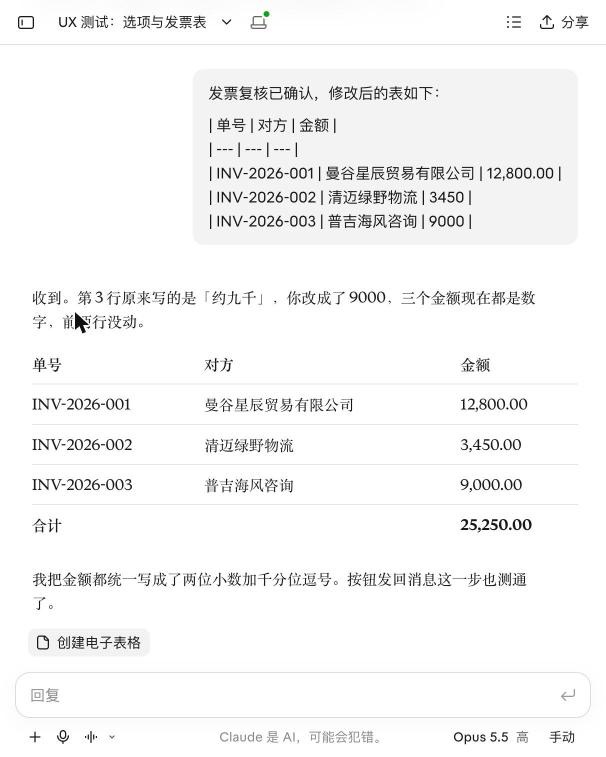 UX 测试：选项与发票表
分享
发票复核已确认，修改后的表如下：
| 单号 | 对方 | 金额 |
| --- | --- | --- |
| INV-2026-001 | 曼谷星辰贸易有限公司 | 12,800.00 |
| INV-2026-002 | 清迈绿野物流 | 3450 |
| INV-2026-003 | 普吉海风咨询 | 9000 |
收到。第 3 行原来写的是「约九千」，你改成了 9000，三个金额现在都是数
字，前两行没动。
单号 对方 金额
INV-2026-001 曼谷星辰贸易有限公司 12,800.00
INV-2026-002 清迈绿野物流 3,450.00
INV-2026-003 普吉海风咨询 9,000.00
合计 25,250.00
我把金额都统一写成了两位小数加千分位逗号。按钮发回消息这一步也测通
了。
创建电子表格
回复
Claude 是 AI，可能会犯错。 Opus 5.5 高 手动